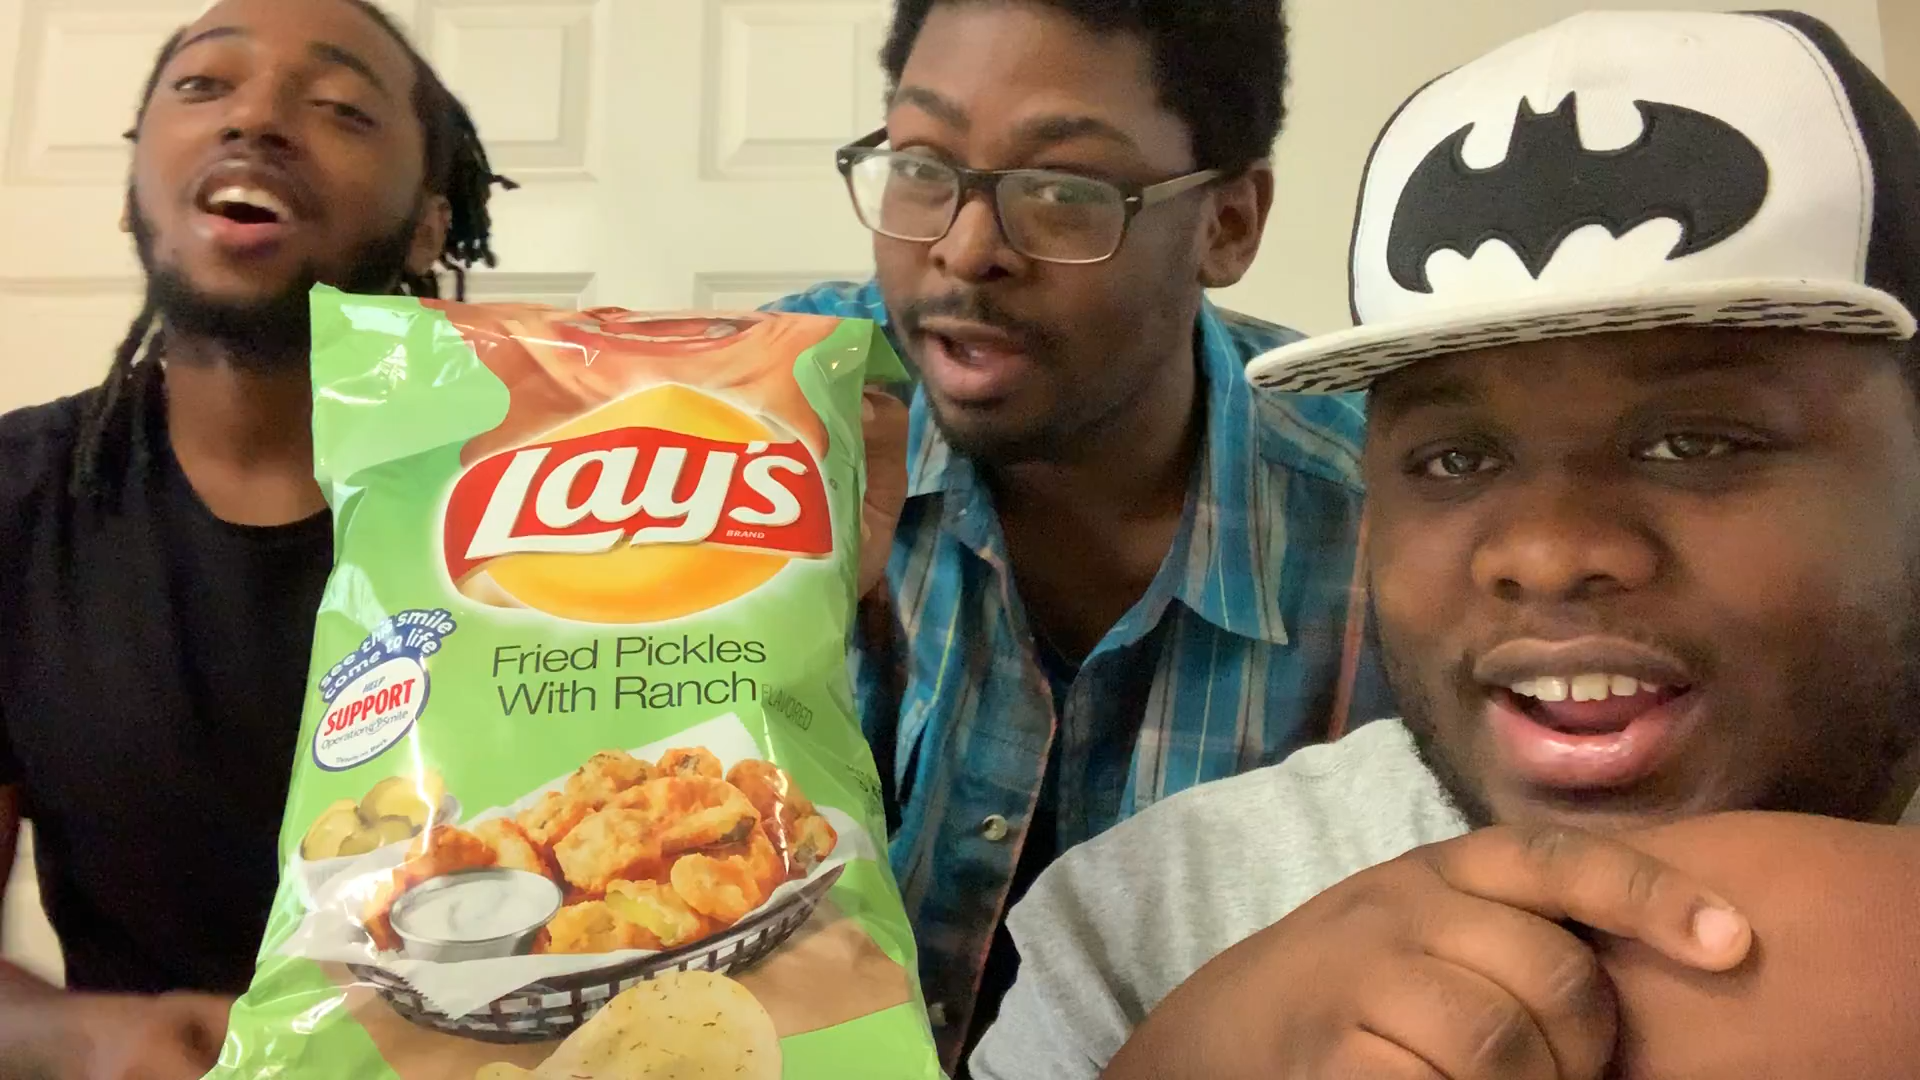 Lay's
BRAND
Fried Pickles
With Ranch
FLAVORED
see this smile
come to life
HELP
SUPPORT
Operation Smile